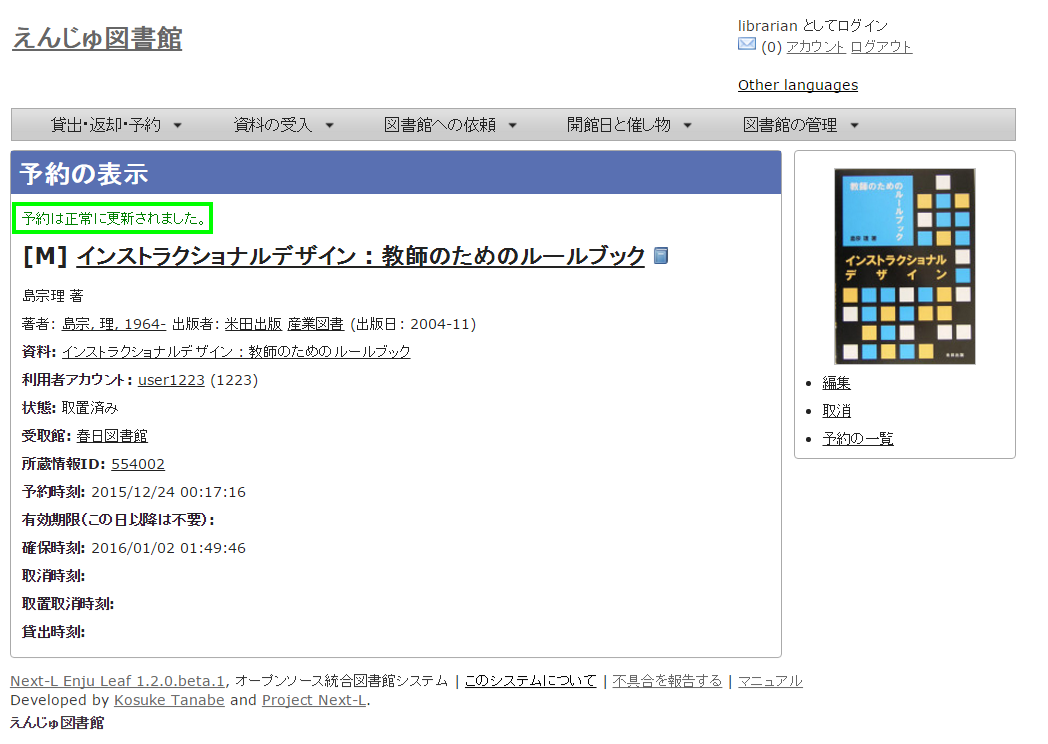 えんじゅ図書館
librarian としてログイン
(0) アカウント ログアウト
Other languages
貸出・返却・予約 ▼ 資料の受入 ▼ 図書館への依頼 ▼ 開館日と催し物 ▼ 図書館の管理 ▼
予約の表示
予約は正常に更新されました。
[M] インストラクショナルデザイン : 教師のためのルールブック
島宗理 著
著者: 島宗, 理, 1964- 出版者: 米田出版 産業図書 (出版日: 2004-11)
資料: インストラクショナルデザイン : 教師のためのルールブック
利用者アカウント: user1223 (1223)
状態: 取置済み
受取館: 春日図書館
所蔵情報ID: 554002
予約時刻: 2015/12/24 00:17:16
有効期限(この日以降は不要):
確保時刻: 2016/01/02 01:49:46
取消時刻:
取置取消時刻:
貸出時刻:
教師のための
ルールブック
島宗 理 著
インストラクショナル
デザイン
米田出版
• 編集
• 取消
• 予約の一覧
Next-L Enju Leaf 1.2.0.beta.1, オープンソース統合図書館システム | このシステムについて | 不具合を報告する | マニュアル
Developed by Kosuke Tanabe and Project Next-L.
えんじゅ図書館